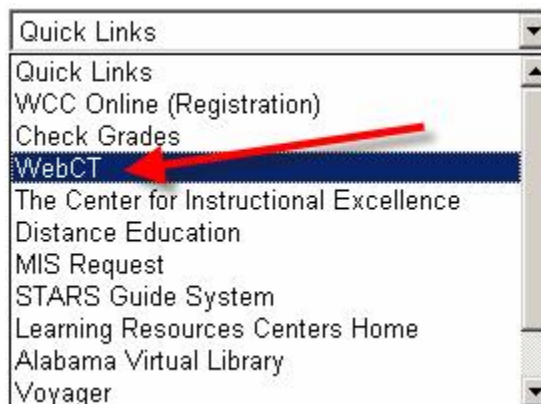 Quick Links
Quick Links
WCC Online (Registration)
Check Grades
WebCT
The Center for Instructional Excellence
Distance Education
MIS Request
STARS Guide System
Learning Resources Centers Home
Alabama Virtual Library
Voyager